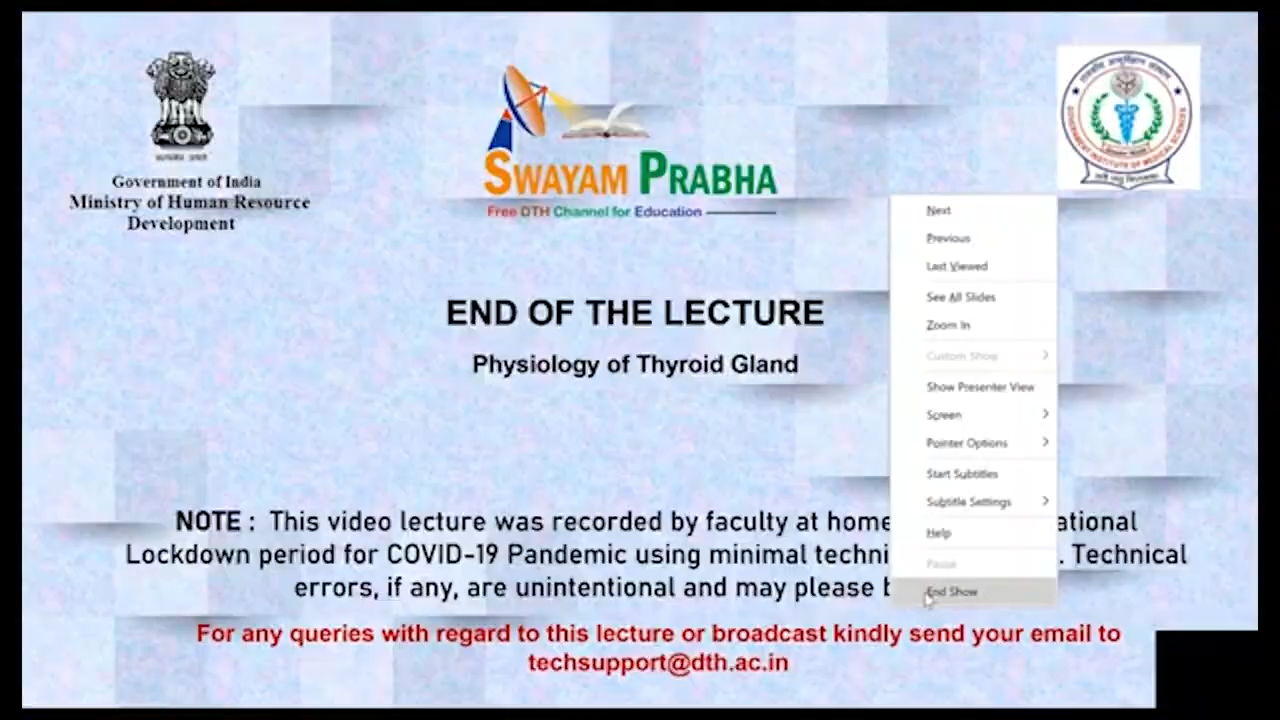 Government of India
Ministry of Human Resource
Development
SWAYAM PRABHA
Free DTH Channel for Education
GOVERNMENT INSTITUTE OF MEDICAL SCIENCES
END OF THE LECTURE
Physiology of Thyroid Gland
Next
Previous
Last Viewed
See All Slides
Zoom In
Custom Show
Show Presenter View
Screen
Pointer Options
Start Subtitles
Subtitle Settings
Help
Pause
End Show
NOTE : This video lecture was recorded by faculty at home ational
Lockdown period for COVID-19 Pandemic using minimal techni . Technical
errors, if any, are unintentional and may please b
For any queries with regard to this lecture or broadcast kindly send your email to
techsupport@dth.ac.in